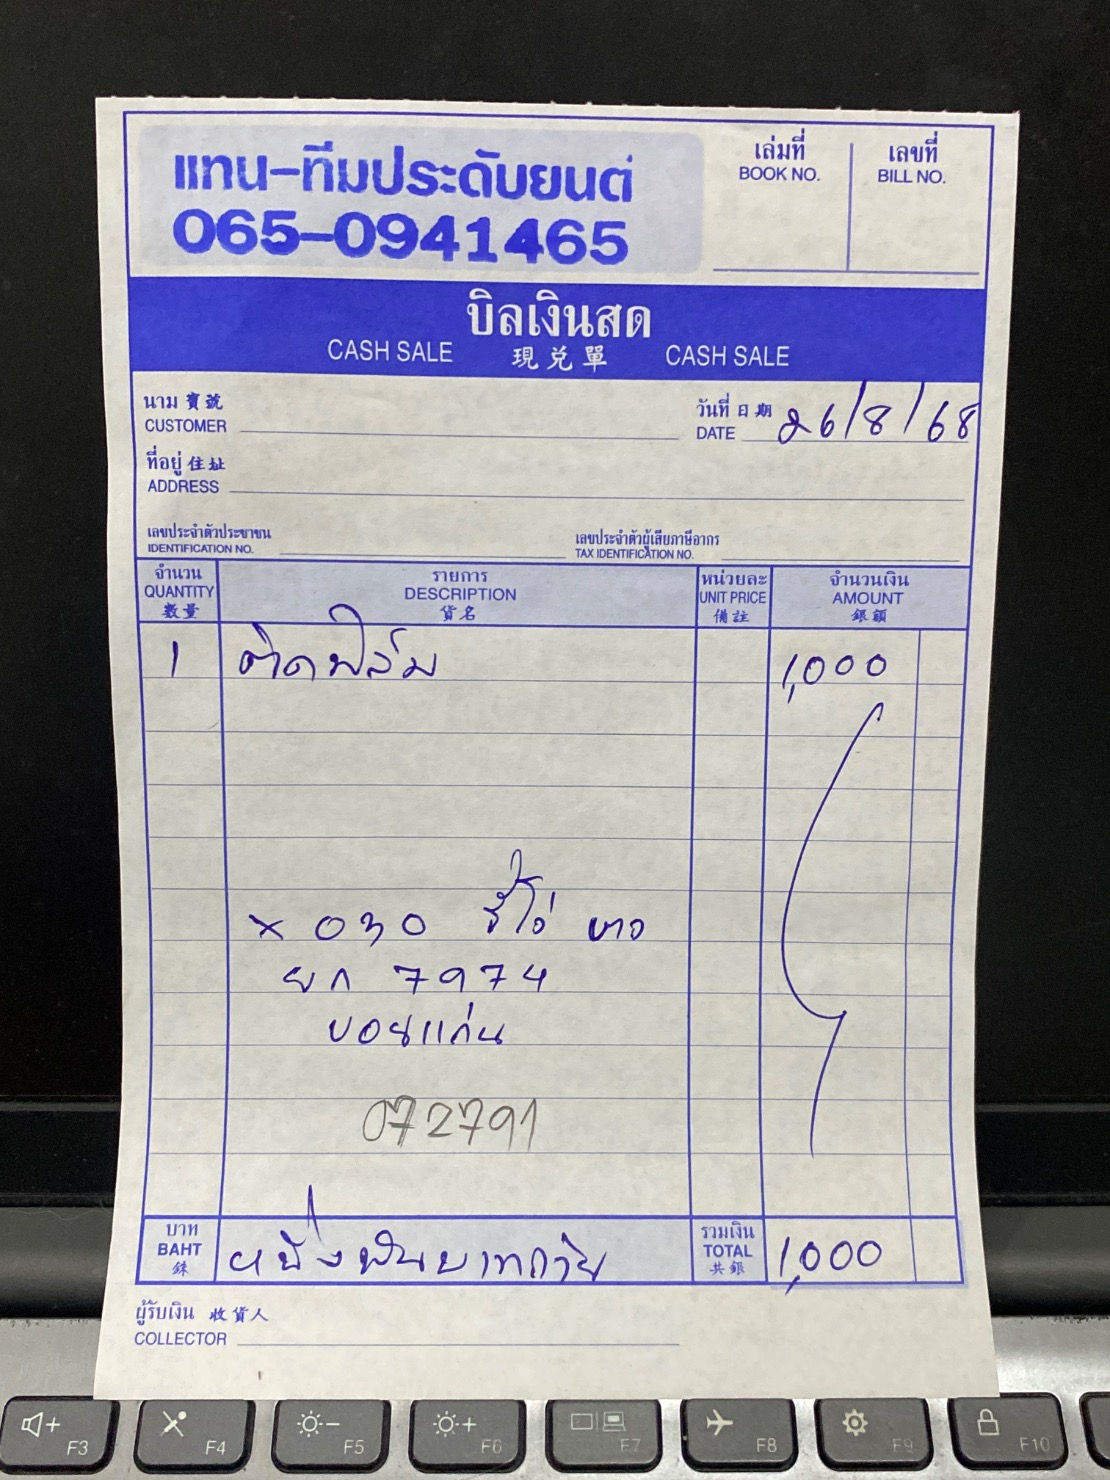 แทน-ทีมประดับยนต์
065-0941465
เล่มที่
BOOK NO.
เลขที่
BILL NO.
บิลเงินสด
CASH SALE 現兌單 CASH SALE
นาม 寳號
CUSTOMER
วันที่ 日期
DATE 26/8/68
ที่อยู่ 住址
ADDRESS
เลขประจำตัวประชาชน
IDENTIFICATION NO.
เลขประจำตัวผู้เสียภาษีอากร
TAX IDENTIFICATION NO.
จำนวน
QUANTITY
數量
รายการ
DESCRIPTION
貨名
หน่วยละ
UNIT PRICE
備註
จำนวนเงิน
AMOUNT
銀額
1 ติดฟิล์ม 1,000
x 030 รีโว่ ขาว
ยก 7974
ขอนแก่น
072791
บาท
BAHT
銖
หนึ่งพันบาทถ้วน
รวมเงิน
TOTAL
共銀
1,000
ผู้รับเงิน 收貨人
COLLECTOR
F3
F4
F5
F6
F7
F8
F9
F10